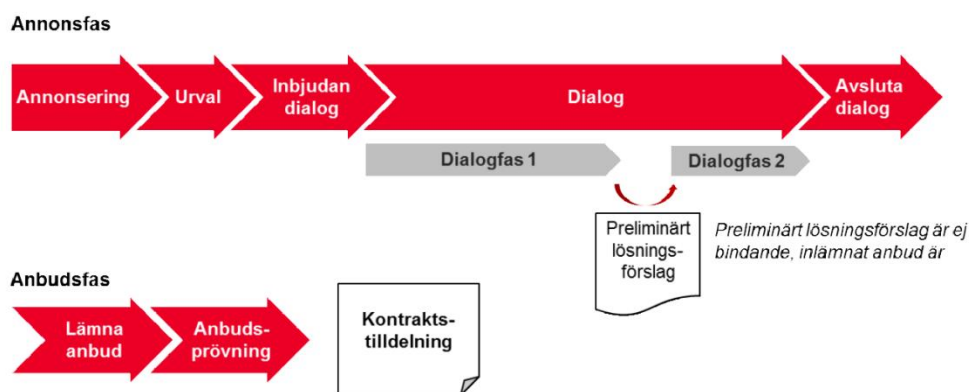 Annonsfas
Annonsering
Urval
Inbjudan
dialog
Dialog
Avsluta
dialog
Dialogfas 1
Dialogfas 2
Preliminärt
lösnings-
förslag
Preliminärt lösningsförslag är ej
bindande, inlämnat anbud är
Anbudsfas
Lämna
anbud
Anbuds-
prövning
Kontrakts-
tilldelning